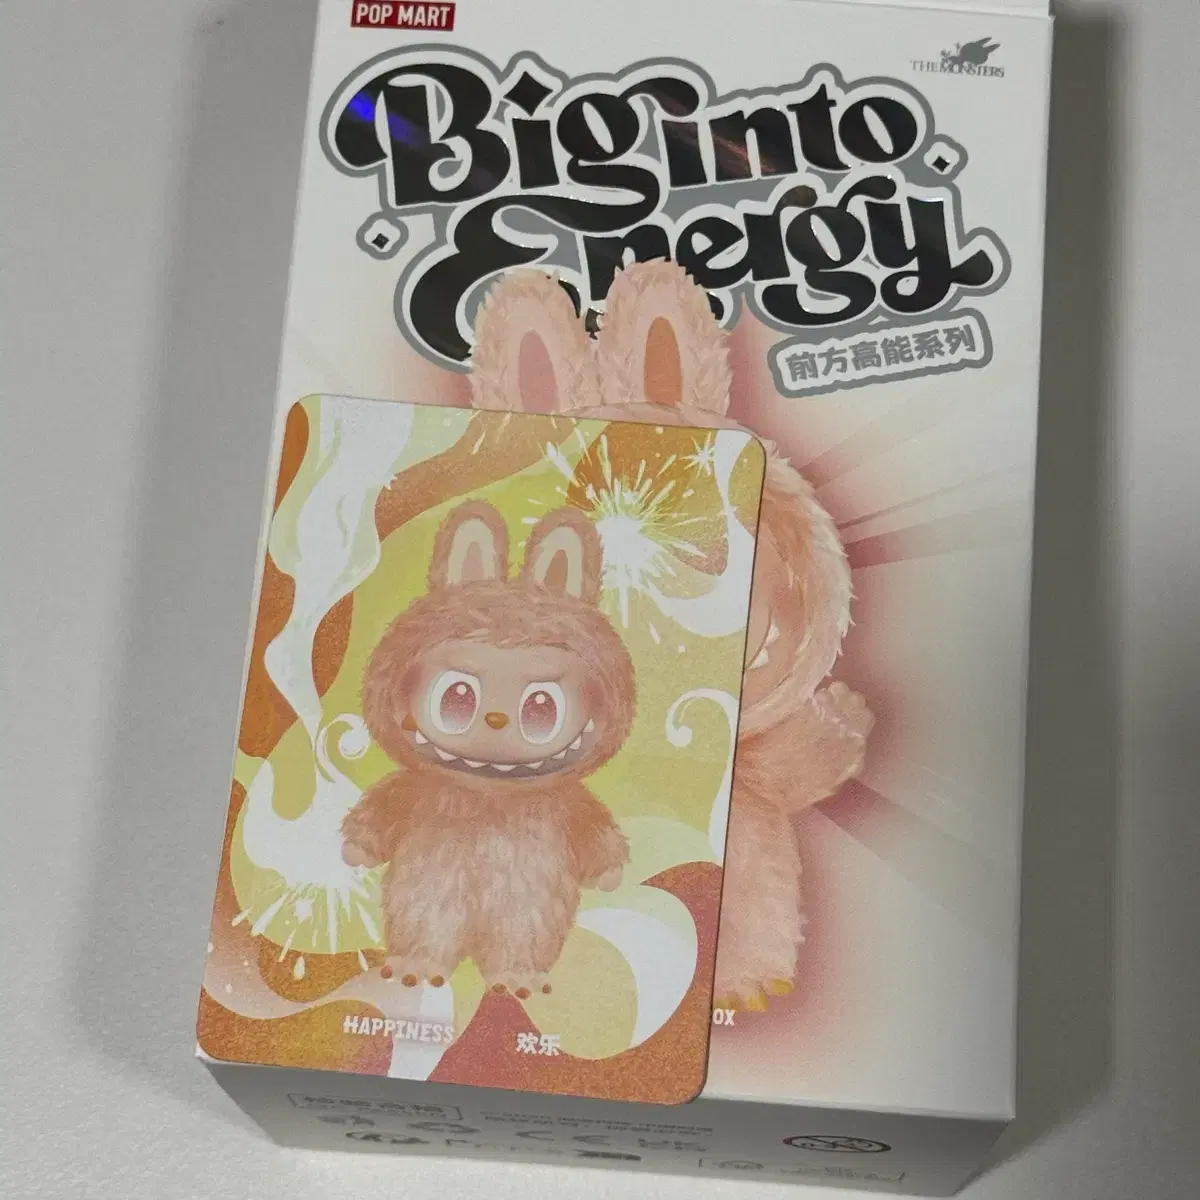 POP MART
THE MONSTERS
Big into
Energy
前方高能系列
HAPPINESS
欢乐
OX